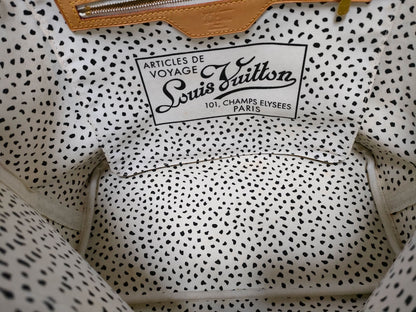 ARTICLES DE
VOYAGE
Louis Vuitton
101, CHAMPS ELYSEES
PARIS